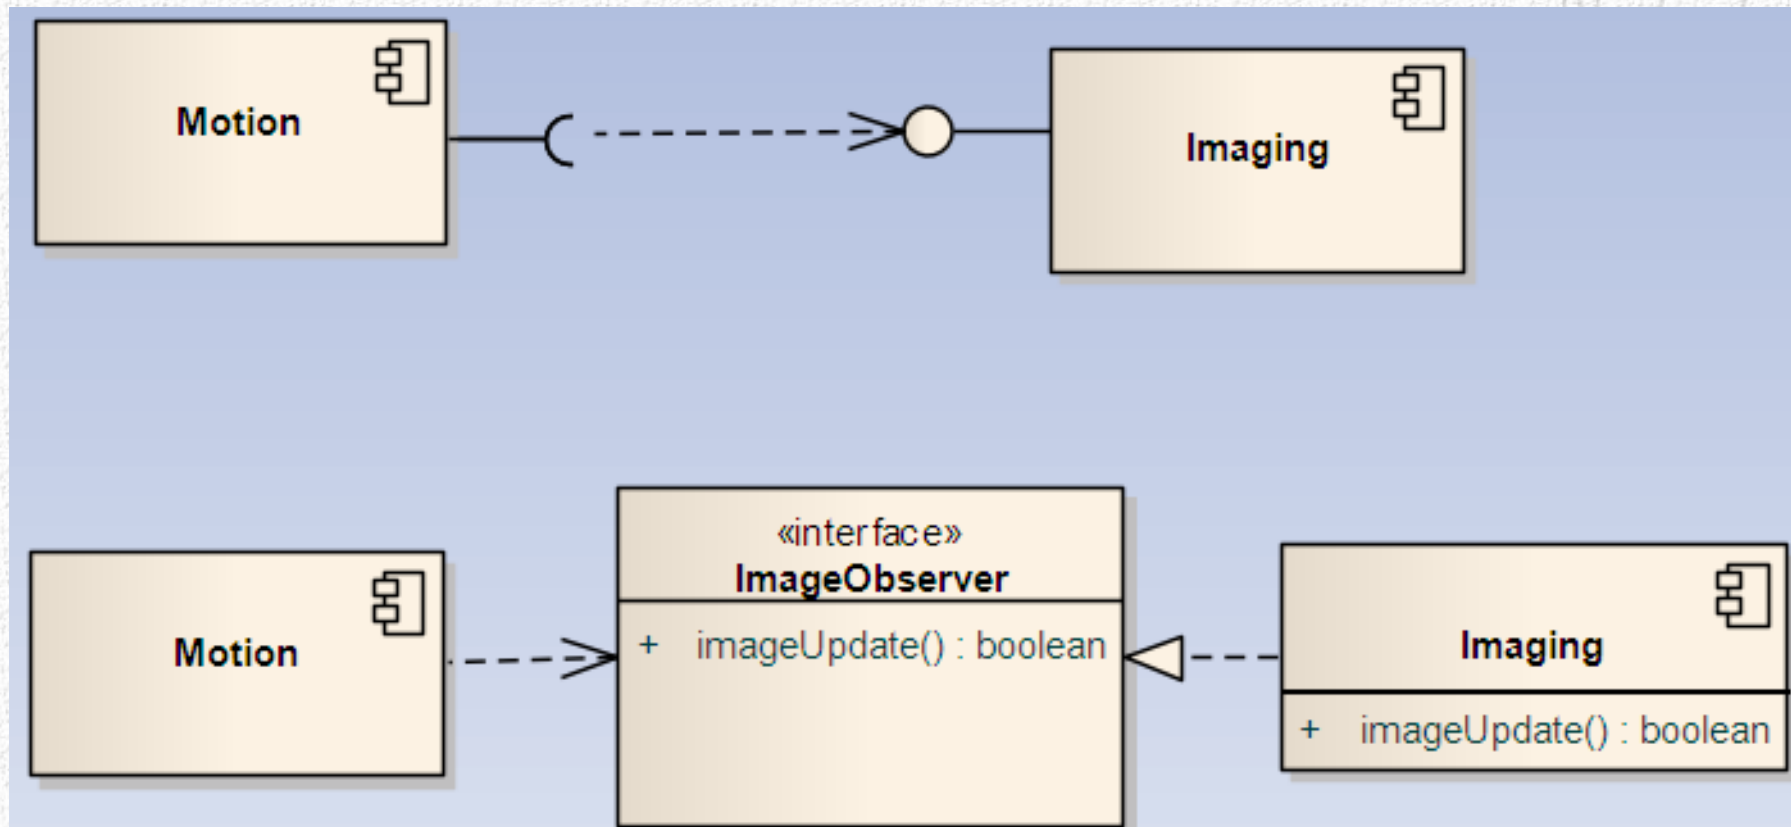 Motion
Imaging
«interface»
ImageObserver
+ imageUpdate() : boolean
Motion
Imaging
+ imageUpdate() : boolean